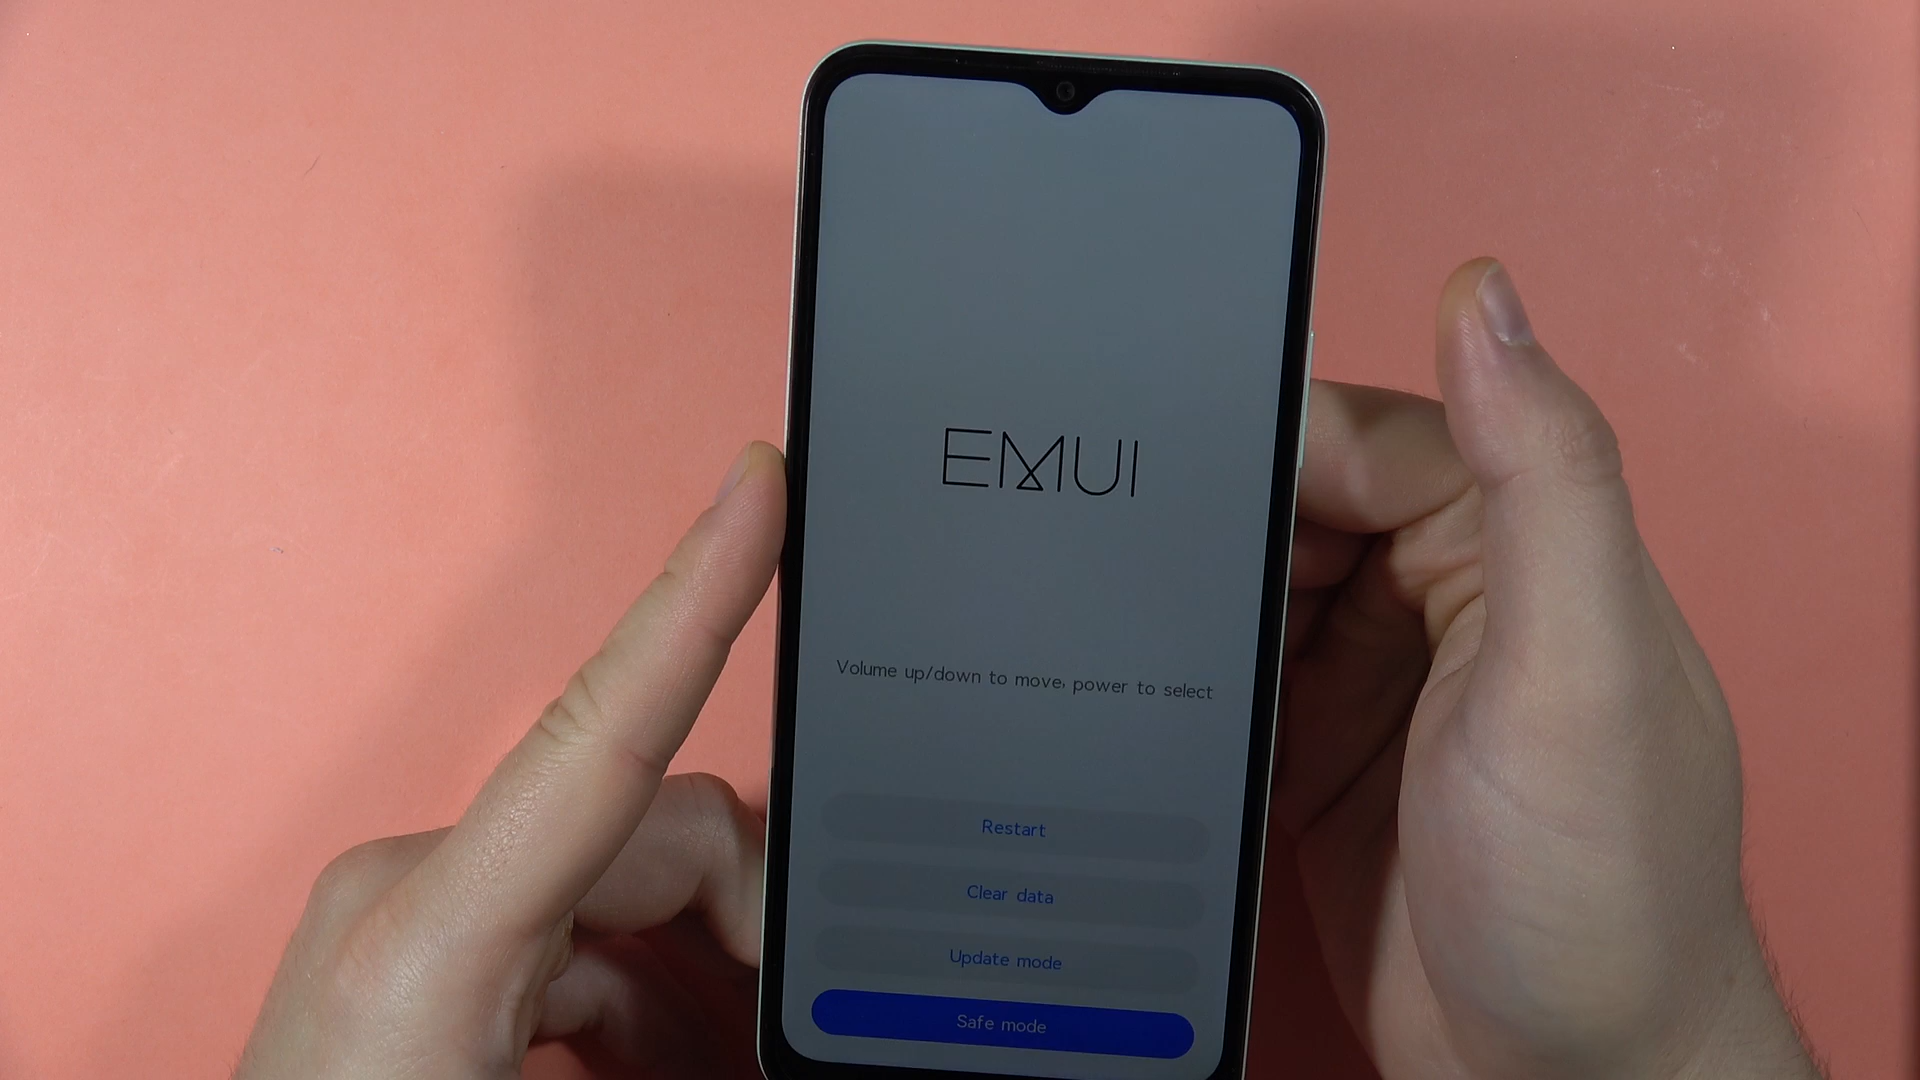 EMUI
Volume up/down to move, power to select
Restart
Clear data
Update mode
Safe mode